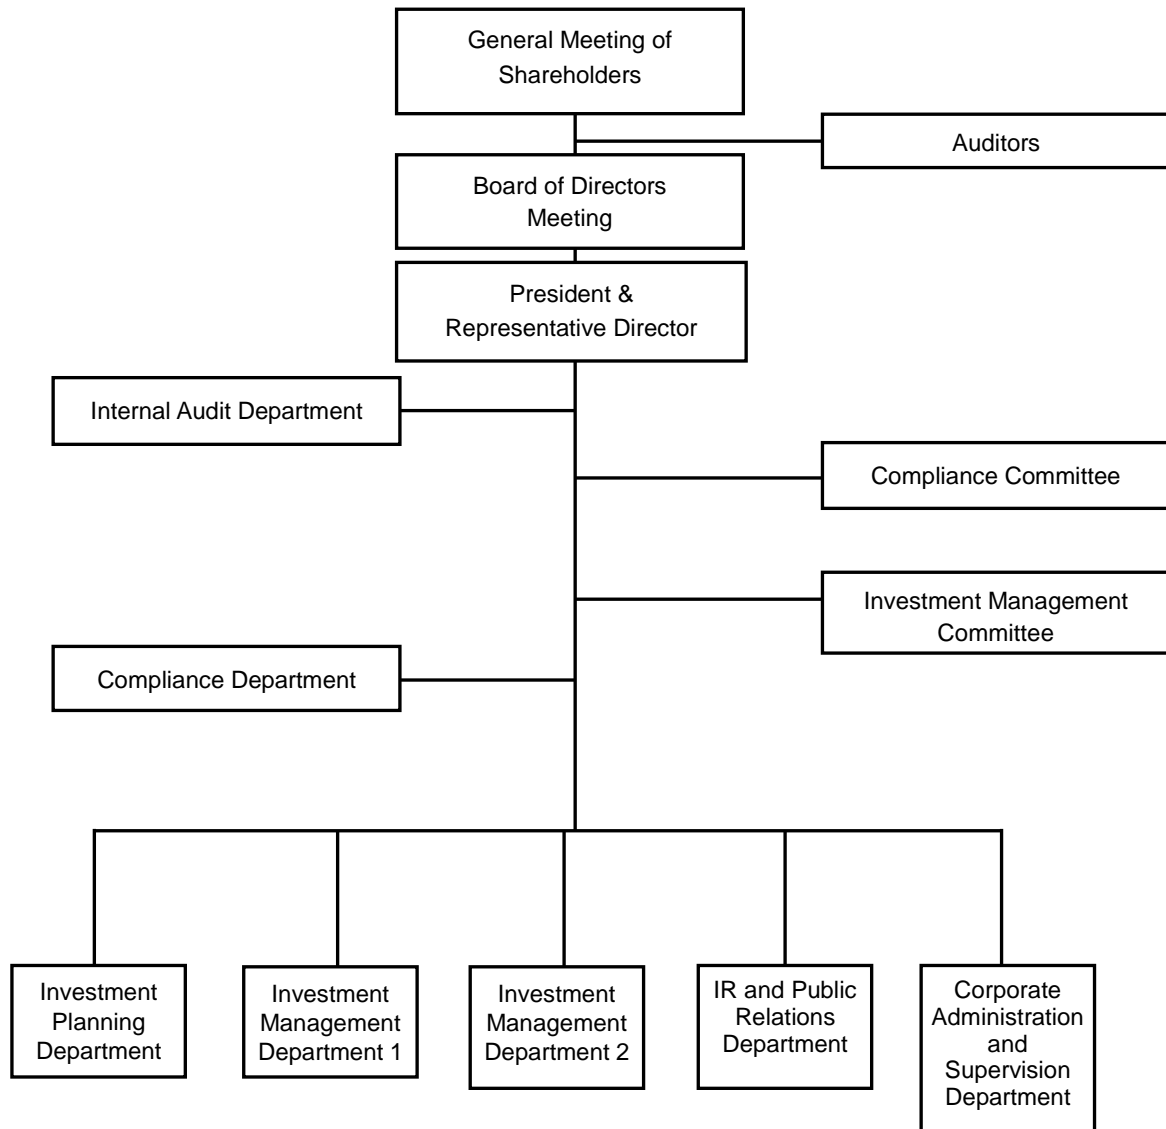 General Meeting of
Shareholders
Auditors
Board of Directors
Meeting
President &
Representative Director
Internal Audit Department
Compliance Committee
Investment Management
Committee
Compliance Department
Investment
Planning
Department
Investment
Management
Department 1
Investment
Management
Department 2
IR and Public
Relations
Department
Corporate
Administration
and
Supervision
Department